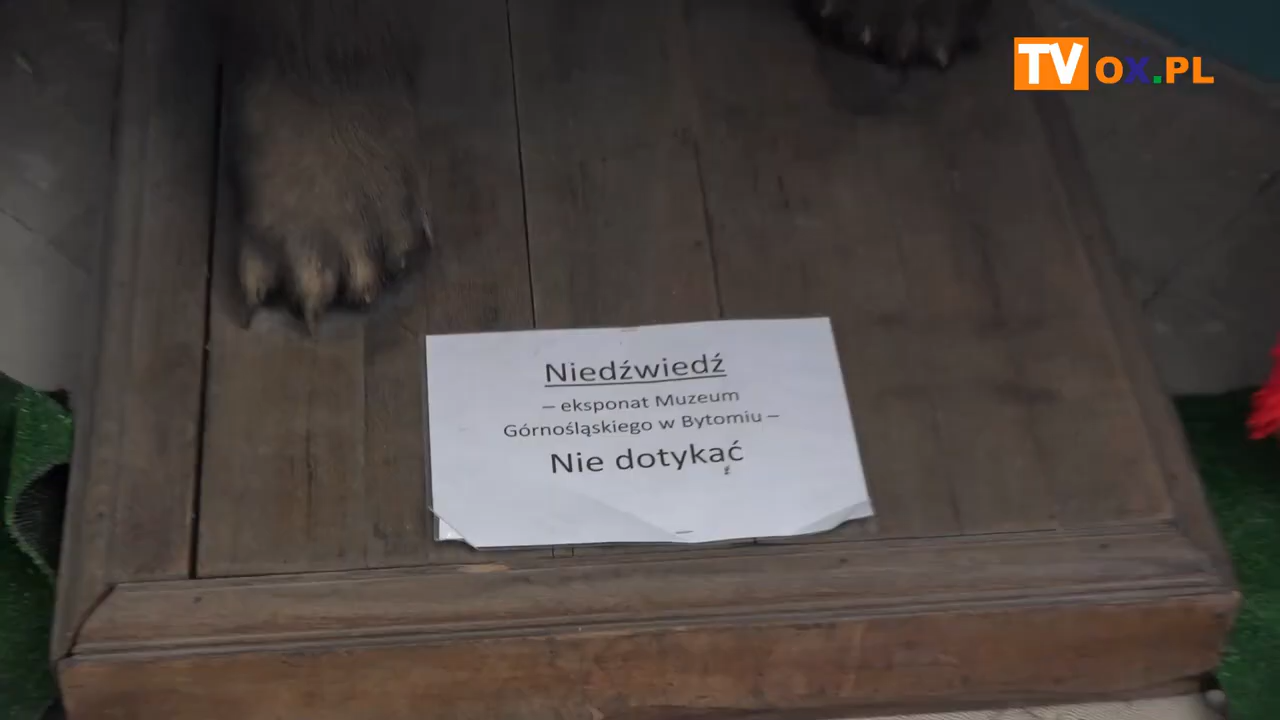 TVOX.PL
Niedźwiedź
– eksponat Muzeum
Górnośląskiego w Bytomiu –
Nie dotykać